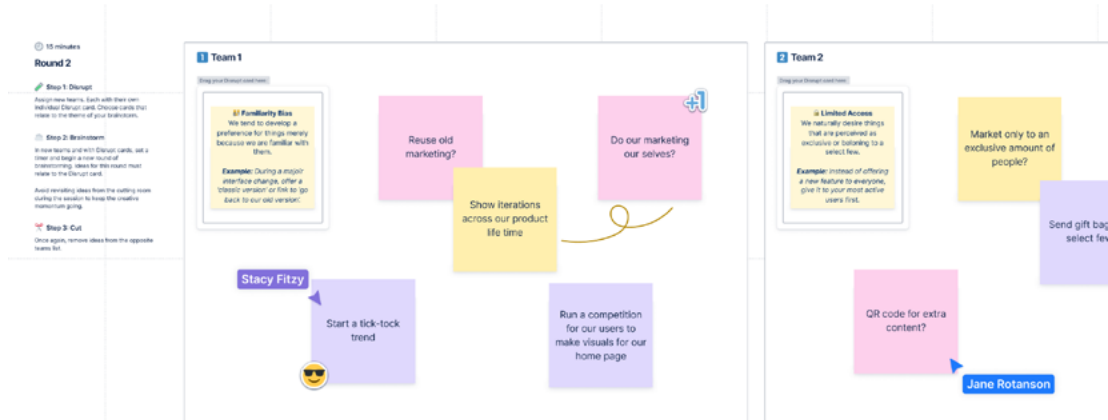 15 minutes
Round 2
Step 1: Disrupt
Assign new teams. Each with their own
individual Disrupt card. Choose cards that
relate to the theme of your brainstorm.
Step 2: Brainstorm
In new teams and with Disrupt cards, set a
timer and begin a new round of
brainstorming. Ideas for this round must
relate to the Disrupt card.
Avoid revisiting ideas from the cutting room
during the session to keep the creative
momentum going.
Step 3: Cut
Once again, remove ideas from the opposite
teams list.
1 Team 1
Drag your Disrupt card here
Familiarity Bias
We tend to develop a
preference for things merely
because we are familiar with
them.
Example: During a major
interface change, offer a
'classic version' or link to 'go
back to our old version'.
Reuse old
marketing?
Do our marketing
our selves?
+1
Show iterations
across our product
life time
Stacy Fitzy
Start a tick-tock
trend
Run a competition
for our users to
make visuals for our
home page
2 Team 2
Drag your Disrupt card here
Limited Access
We naturally desire things
that are perceived as
exclusive or belonging to a
select few.
Example: Instead of offering
a new feature to everyone,
give it to your most active
users first.
Market only to an
exclusive amount of
people?
Send gift bag
select few
QR code for extra
content?
Jane Rotanson